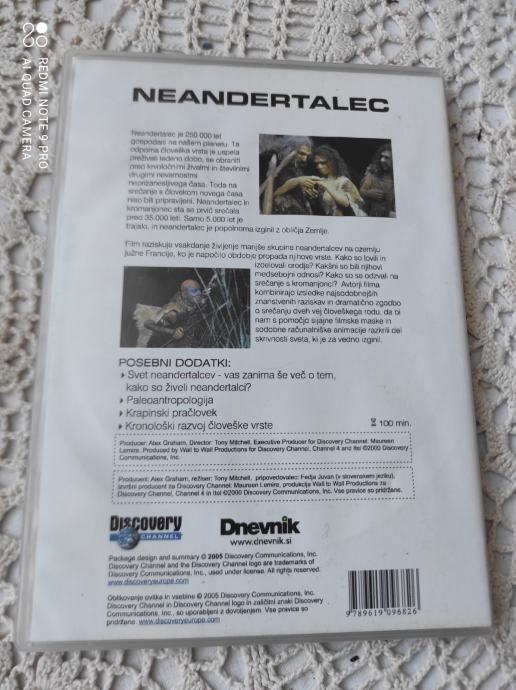 NEANDERTALEC
Neandertalec je 250 000 let
gospodaril na našem planetu. Ta
odporna človeška vrsta je uspela
preživeti ledeno dobo, se obraniti
pred krvoločnimi živalmi in številnimi
drugimi nevarnostmi
neprizanesljivega časa. Toda na
srečanje s človekom novega časa
niso bili pripravljeni. Neandertalec in
kromanjonec sta se prvič srečala
pred 35.000 leti. Samo 5.000 let je
trajalo, in neandertalec je popolnoma izginil z obličja Zemlje.
Film raziskuje vsakdanje življenje manjše skupine neandertalcev na ozemlju
južne Francije, ko je napočilo obdobje propada njihove vrste. Kako so lovili in
izdelovali orodja? Kakšni so bili njihovi
medsebojni odnosi? Kako so se odzvali na
srečanje s kromanjonci? Avtorji filma
kombinirajo izsledke najsodobnejših
znanstvenih raziskav in dramatično zgodbo
o srečanju dveh vej človeškega rodu, da bi
nam s pomočjo sijajne filmske maske in
sodobne računalniške animacije razkrili del
skrivnosti sveta, ki je za vedno izginil.
POSEBNI DODATKI:
Svet neandertalcev - vas zanima še več o tem,
kako so živeli neandertalci?
Paleoantropologija
Krapinski pračlovek
Kronološki razvoj človeške vrste
100 min.
Producer: Alex Graham, Director: Tony Mitchell, Executive Producer for Discovery Channel: Maureen
Lemire, Produced by Wall to Wall Productions for Discovery Channel, Channel 4 and itel ©2000 Discovery
Communications, Inc.
Producent: Alex Graham, režiser: Tony Mitchell, pripovedovalec: Fedja Juvan (v slovenskem jeziku),
izvršni producent za Discovery Channel: Maureen Lemire, produkcija Wall to Wall Productions za
Discovery Channel, Channel 4 in itel ©2000 Discovery Communications, Inc. Vse pravice so pridržane.
Discovery
CHANNEL
Dnevnik
www.dnevnik.si
Package design and summary © 2005 Discovery Communications, Inc.
Discovery Channel and the Discovery Channel logo are trademarks of
Discovery Communications, Inc., used under license. All rights reserved.
www.discoveryeurope.com
Oblikovanje ovitka in vsebine © 2005 Discovery Communications, Inc.
Discovery Channel in Discovery Channel logo in zaščitni znaki Discovery
Communications, Inc., so uporabljeni z dovoljenjem. Vse pravice so
pridržane. www.discoveryeurope.com
9 789619 096826
REDMI NOTE 9 PRO
AI QUAD CAMERA